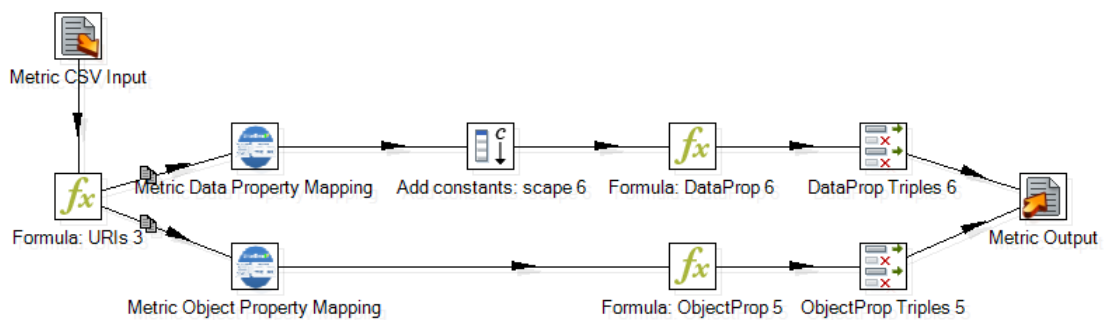 Metric CSV Input
Metric Data Property Mapping
Add constants: scape 6
Formula: DataProp 6
DataProp Triples 6
Formula: URIs 3
Metric Output
Metric Object Property Mapping
Formula: ObjectProp 5
ObjectProp Triples 5